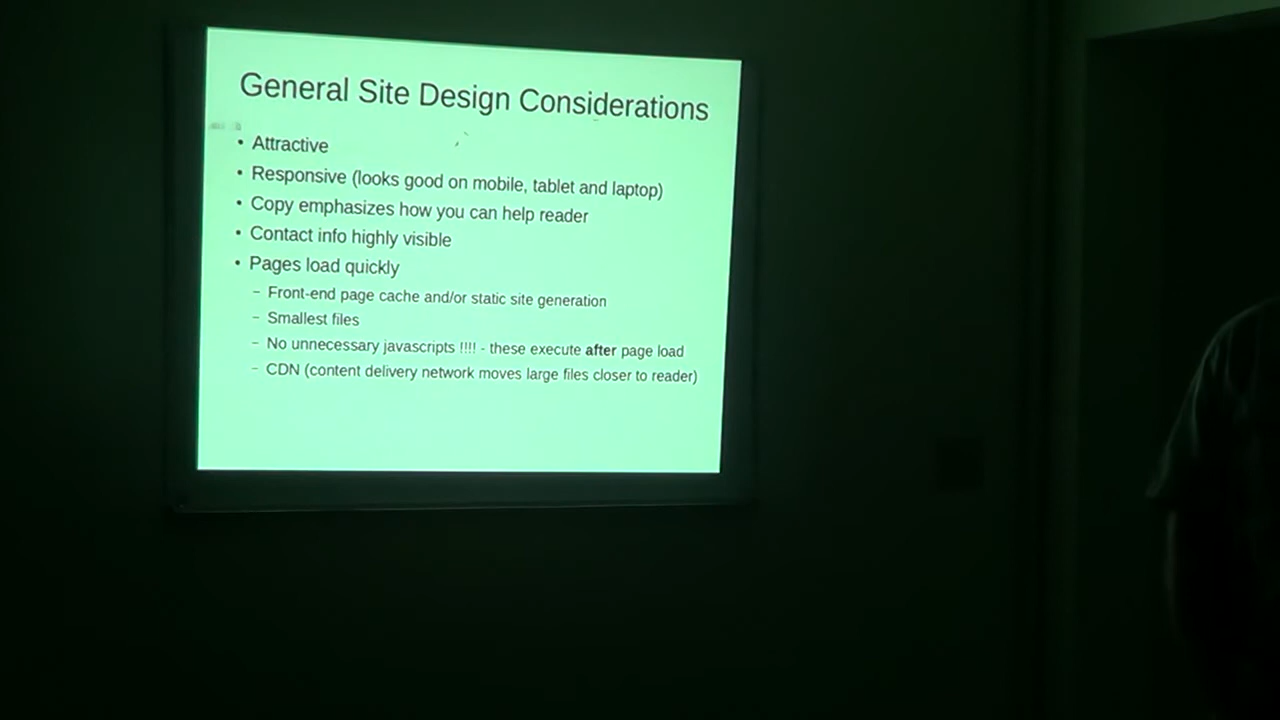 General Site Design Considerations
• Attractive
• Responsive (looks good on mobile, tablet and laptop)
• Copy emphasizes how you can help reader
• Contact info highly visible
• Pages load quickly
– Front-end page cache and/or static site generation
– Smallest files
– No unnecessary javascripts !!!! - these execute after page load
– CDN (content delivery network moves large files closer to reader)